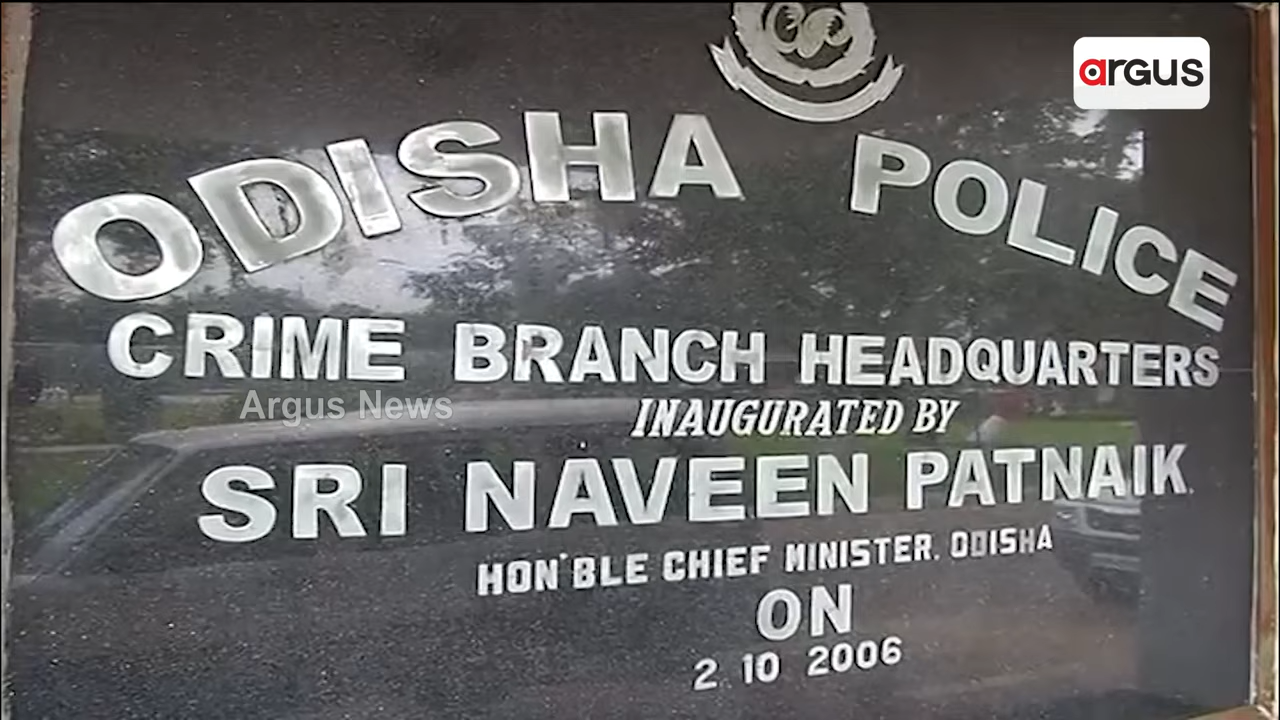 argus
ODISHA POLICE
CRIME BRANCH HEADQUARTERS
Argus News
INAUGURATED BY
SRI NAVEEN PATNAIK.
HON'BLE CHIEF MINISTER. ODISHA
ON
2.10 2006